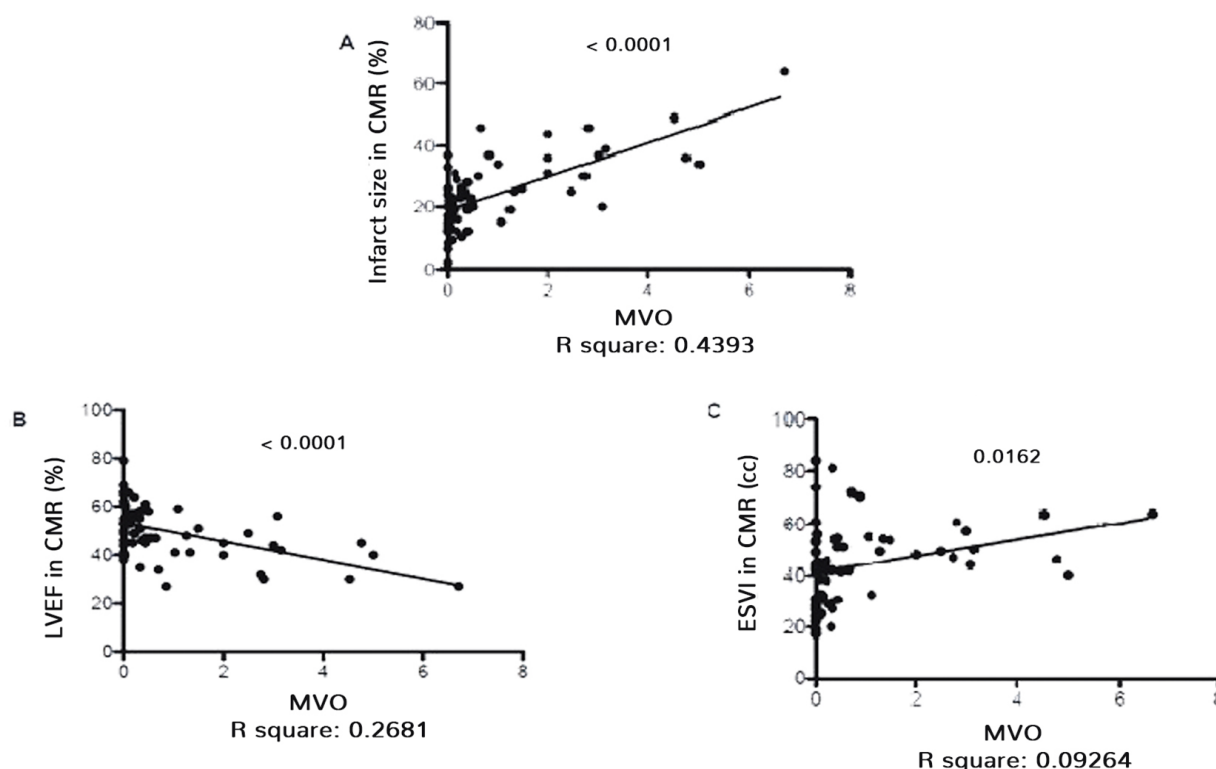 A
< 0.0001
Infarct size in CMR (%)
80
60
40
20
0
0 2 4 6 8
MVO
R square: 0.4393
B
< 0.0001
LVEF in CMR (%)
100
80
60
40
20
0
0 2 4 6 8
MVO
R square: 0.2681
C
0.0162
ESVI in CMR (cc)
100
80
60
40
20
0
0 2 4 6
MVO
R square: 0.09264